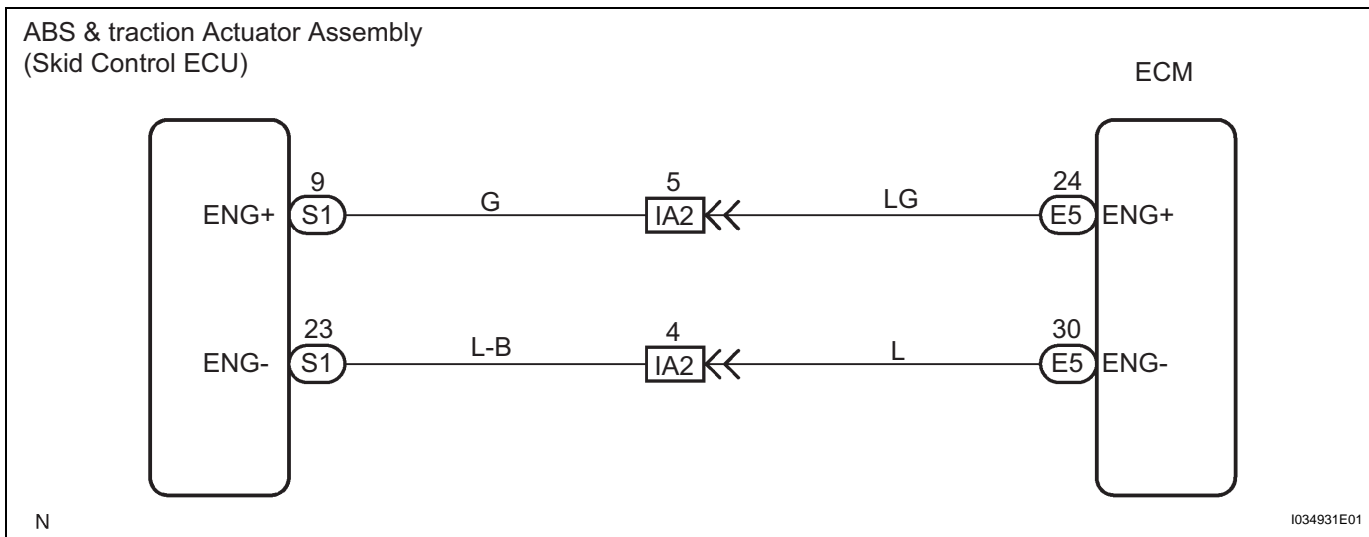 ABS & traction Actuator Assembly
(Skid Control ECU)
ECM
9
5
24
G
LG
ENG+
S1
IA2
E5
ENG+
23
4
30
L-B
L
ENG-
S1
IA2
E5
ENG-
N
I034931E01